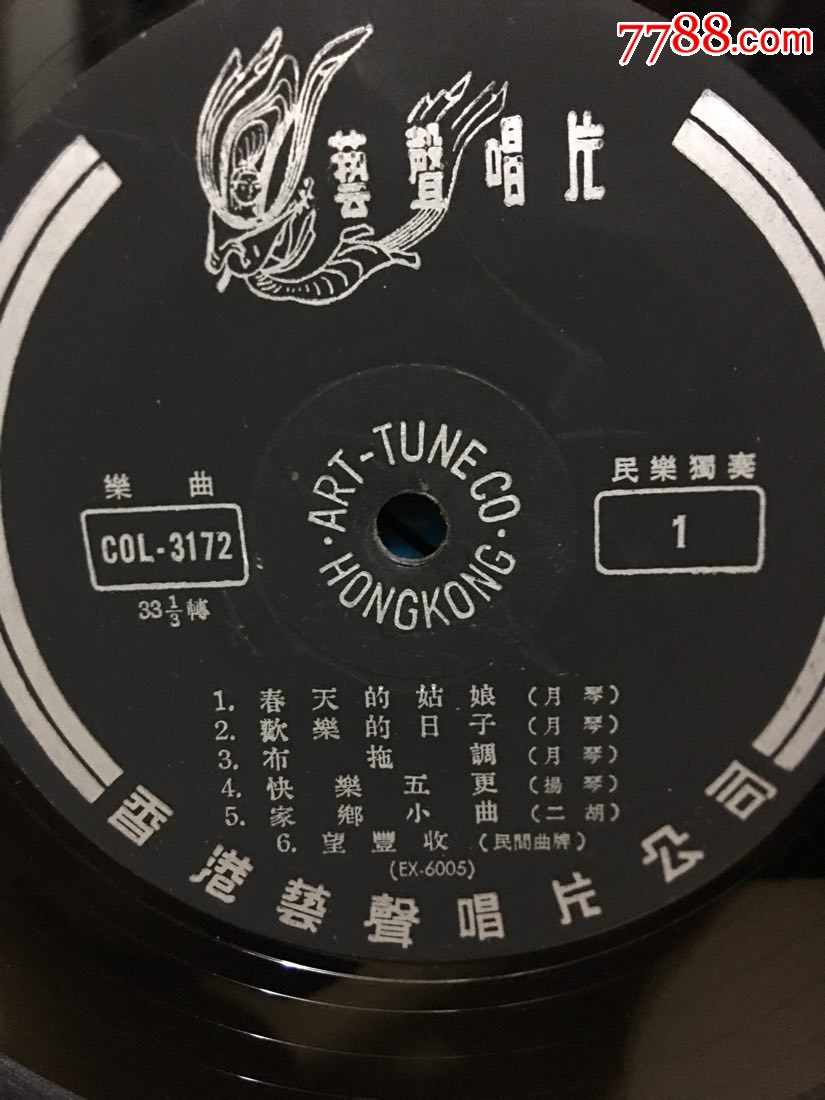 7788.com
藝聲唱片
ART-TUNE CO
HONGKONG
樂曲
COL-3172
33 1/3 轉
民樂獨奏
1
1. 春天的姑娘(月琴)
2. 歡樂的日子(月琴)
3. 布拖調(月琴)
4. 快樂五更(揚琴)
5. 家鄉小曲(二胡)
6. 望豐收(民間曲牌)
(EX-6005)
香港藝聲唱片公司